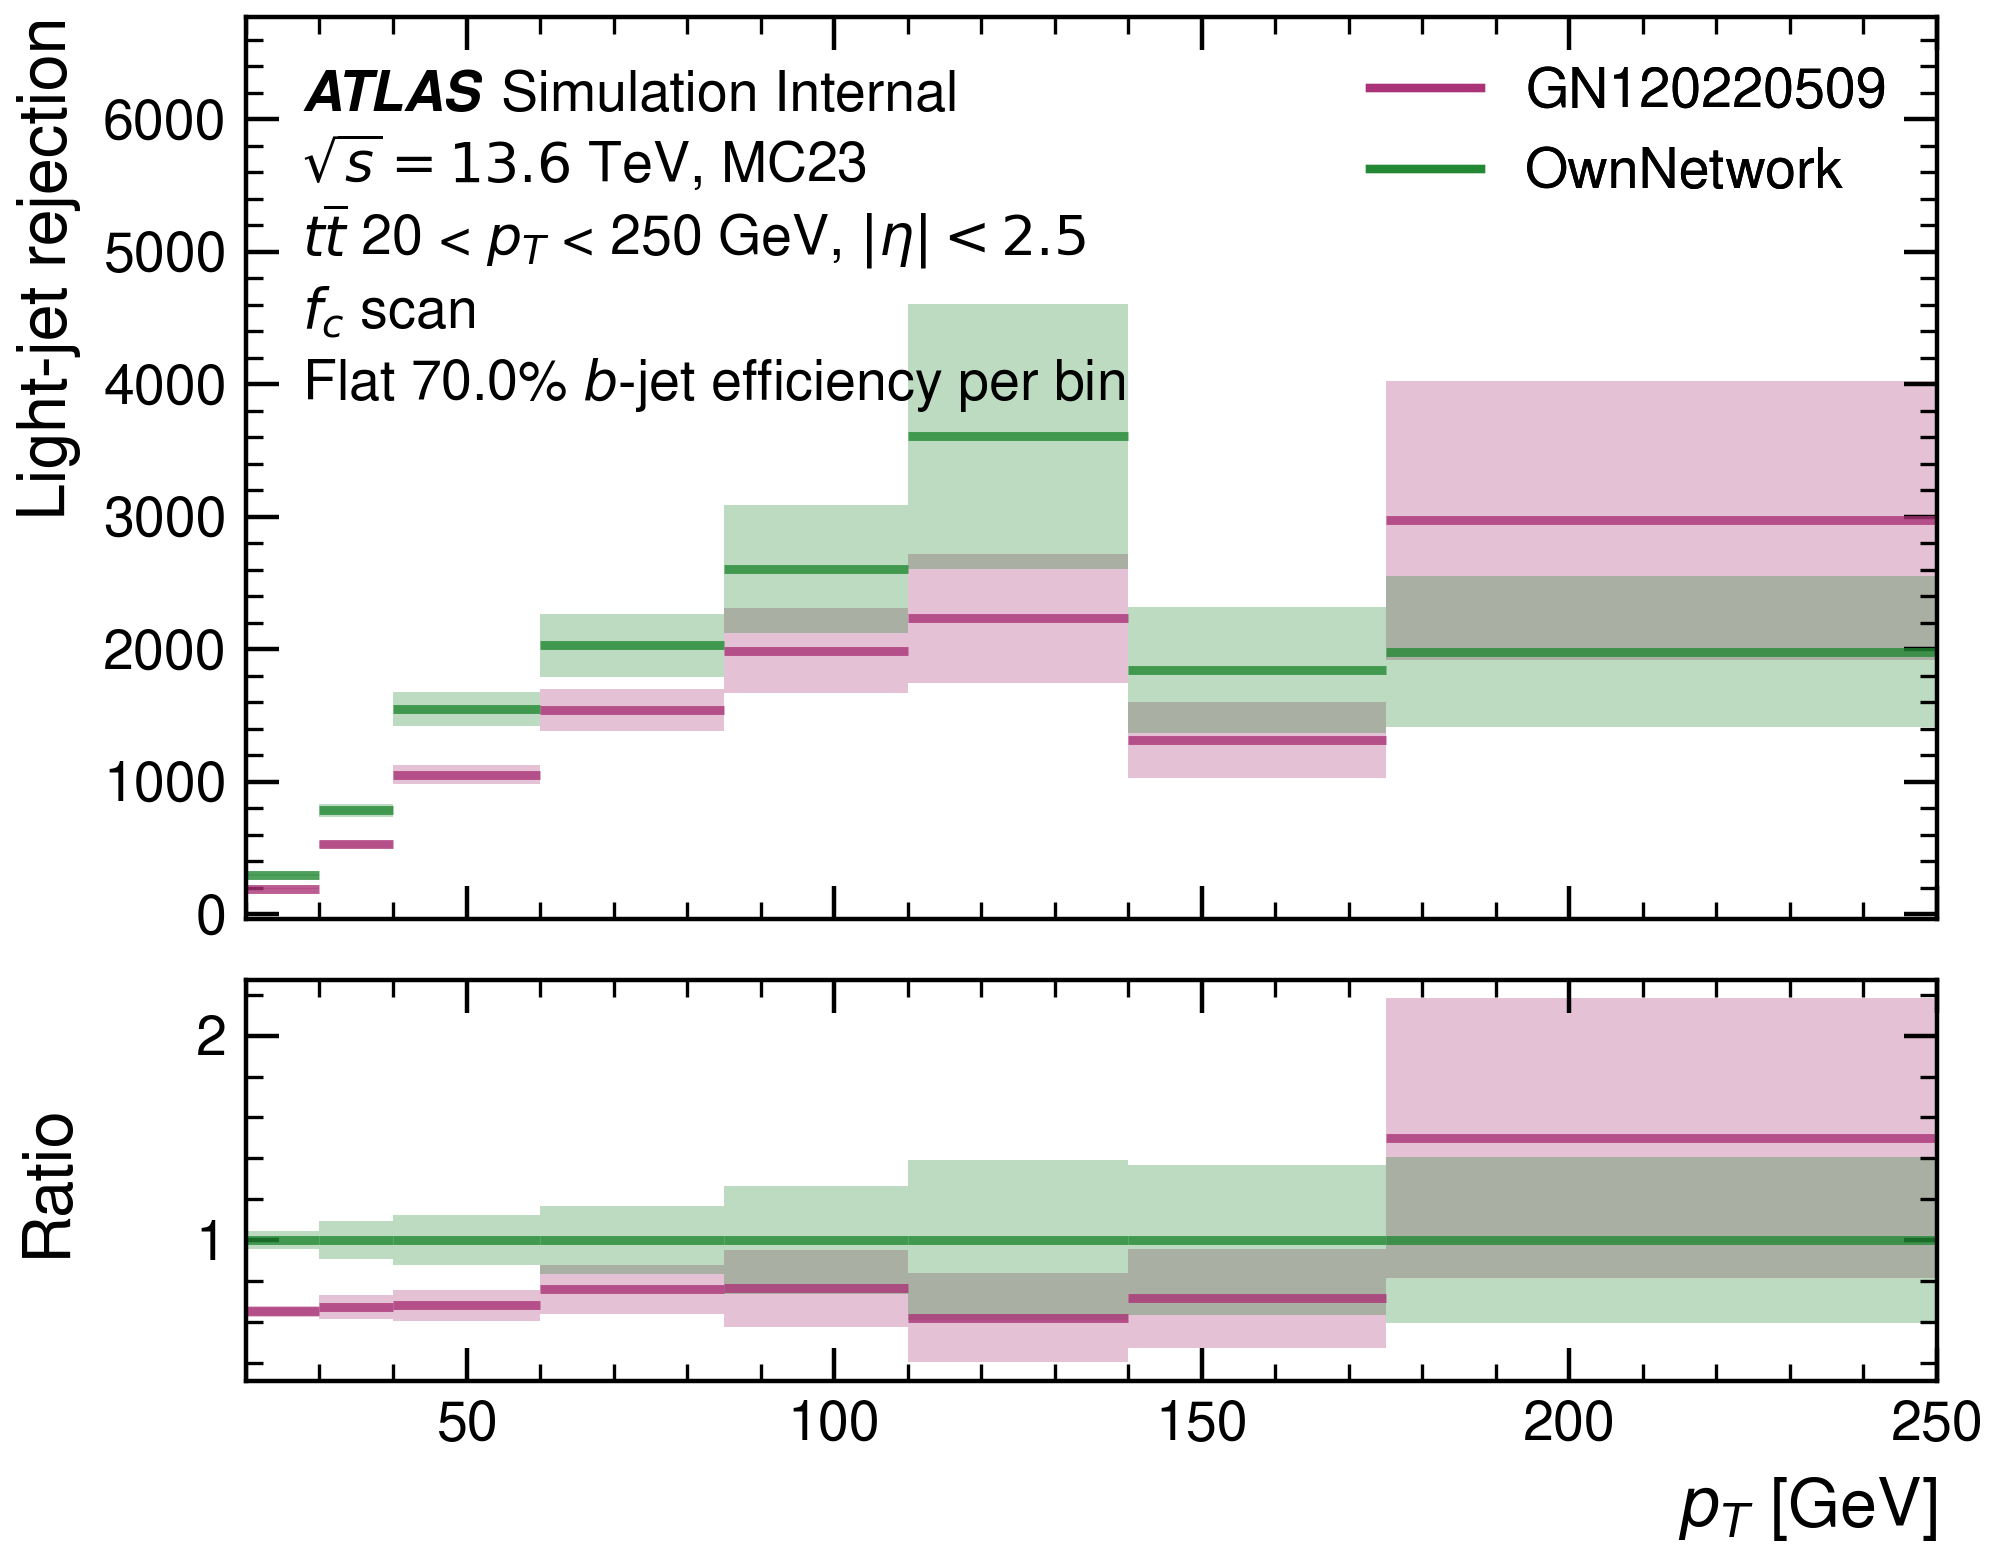 Light-jet rejection
6000
5000
4000
3000
2000
1000
0
ATLAS Simulation Internal
√s = 13.6 TeV, MC23
tt̄ 20 < p_T < 250 GeV, |η| < 2.5
f_c scan
Flat 70.0% b-jet efficiency per bin
GN120220509
OwnNetwork
Ratio
2
1
50 100 150 200 250
p_T [GeV]